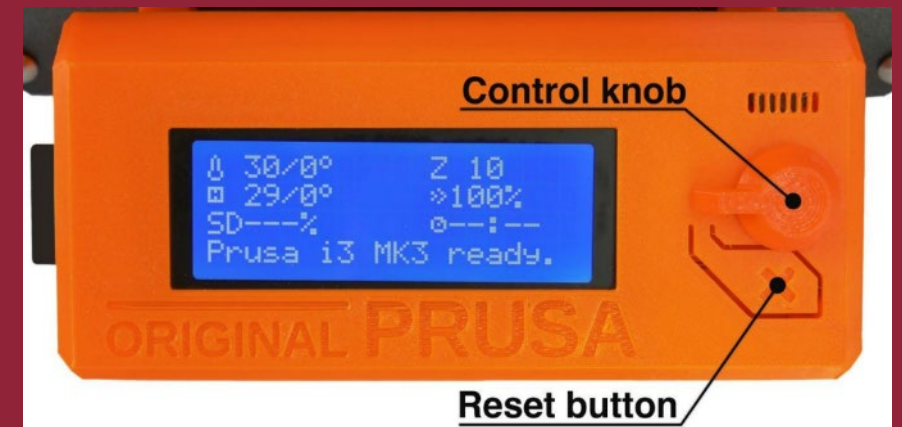 Control knob
30/0° Z 10
29/0° »100%
SD---% --:--
Prusa i3 MK3 ready.
ORIGINAL PRUSA
Reset button